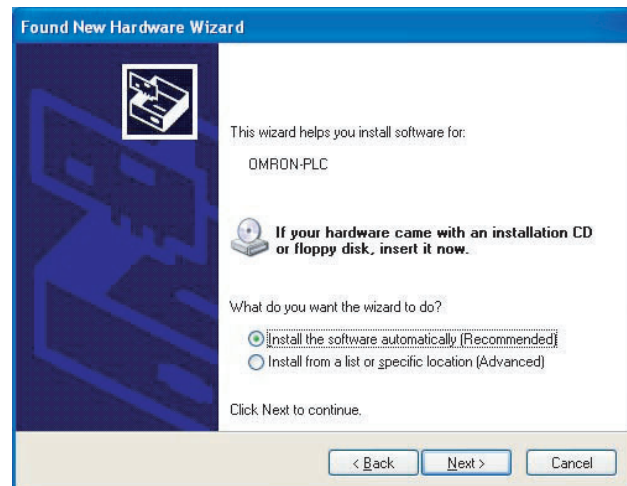 Found New Hardware Wizard
This wizard helps you install software for:
OMRON-PLC
If your hardware came with an installation CD
or floppy disk, insert it now.
What do you want the wizard to do?
Install the software automatically (Recommended)
Install from a list or specific location (Advanced)
Click Next to continue.
< Back Next > Cancel